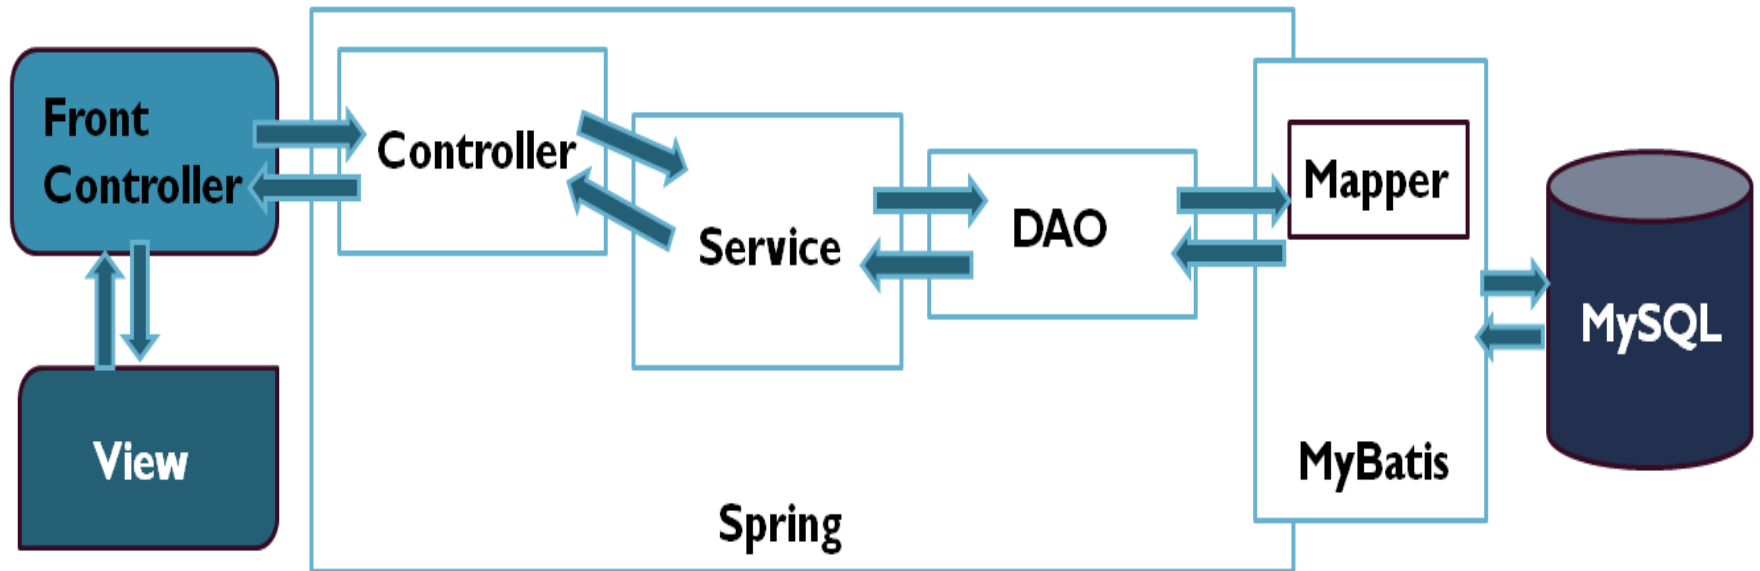 Front
Controller
View
Controller
Service
DAO
Mapper
MyBatis
Spring
MySQL